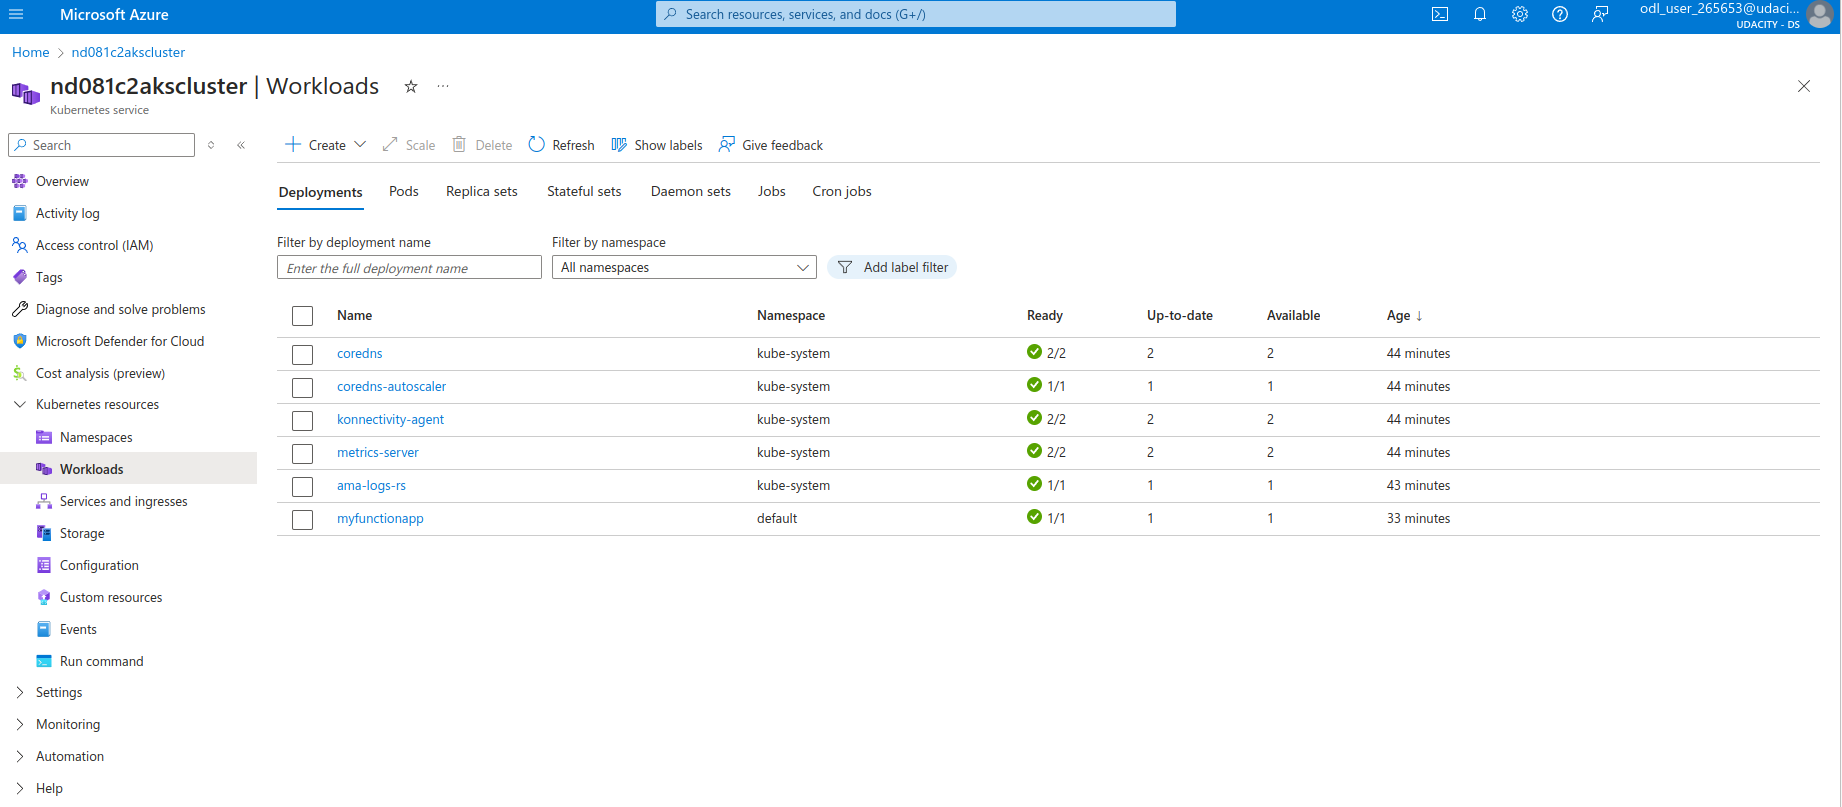 Microsoft Azure
Search resources, services, and docs (G+/)
odl_user_265653@udaci...
UDACITY - DS
Home > nd081c2akscluster
nd081c2akscluster | Workloads
Kubernetes service
Search
Create
Scale
Delete
Refresh
Show labels
Give feedback
Overview
Activity log
Access control (IAM)
Tags
Diagnose and solve problems
Microsoft Defender for Cloud
Cost analysis (preview)
Kubernetes resources
Namespaces
Workloads
Services and ingresses
Storage
Configuration
Custom resources
Events
Run command
Settings
Monitoring
Automation
Help
Deployments Pods Replica sets Stateful sets Daemon sets Jobs Cron jobs
Filter by deployment name
Enter the full deployment name
Filter by namespace
All namespaces
Add label filter
Name Namespace Ready Up-to-date Available Age ↓
coredns kube-system 2/2 2 2 44 minutes
coredns-autoscaler kube-system 1/1 1 1 44 minutes
konnectivity-agent kube-system 2/2 2 2 44 minutes
metrics-server kube-system 2/2 2 2 44 minutes
ama-logs-rs kube-system 1/1 1 1 43 minutes
myfunctionapp default 1/1 1 1 33 minutes